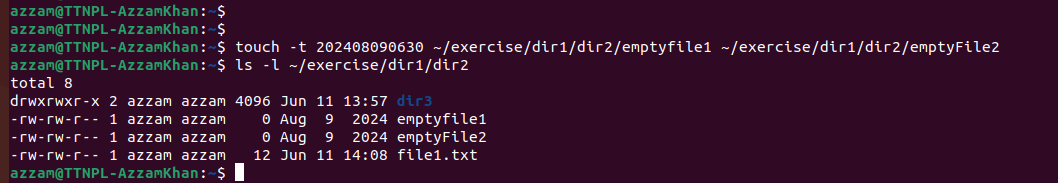 azzam@TTNPL-AzzamKhan:~$
azzam@TTNPL-AzzamKhan:~$
azzam@TTNPL-AzzamKhan:~$ touch -t 202408090630 ~/exercise/dir1/dir2/emptyfile1 ~/exercise/dir1/dir2/emptyFile2
azzam@TTNPL-AzzamKhan:~$ ls -l ~/exercise/dir1/dir2
total 8
drwxrwxr-x 2 azzam azzam 4096 Jun 11 13:57 dir3
-rw-rw-r-- 1 azzam azzam    0 Aug  9  2024 emptyfile1
-rw-rw-r-- 1 azzam azzam    0 Aug  9  2024 emptyFile2
-rw-rw-r-- 1 azzam azzam   12 Jun 11 14:08 file1.txt
azzam@TTNPL-AzzamKhan:~$